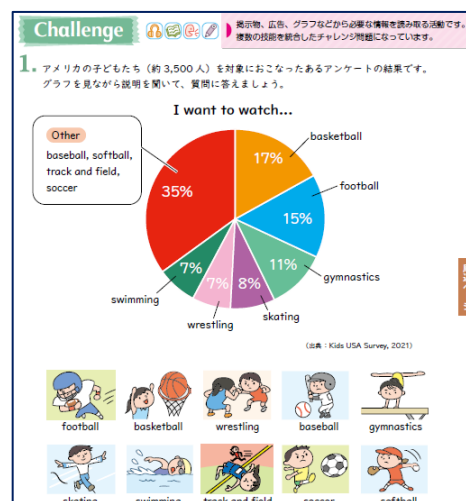 Challenge
掲示物、広告、グラフなどから必要な情報を読み取る活動です。
複数の技能を統合したチャレンジ問題になっています。
1. アメリカの子どもたち（約 3,500 人）を対象におこなったあるアンケートの結果です。
グラフを見ながら説明を聞いて、質問に答えましょう。
I want to watch...
Other
baseball, softball,
track and field,
soccer
35%
17%
basketball
15%
football
11%
gymnastics
8%
skating
7%
wrestling
7%
swimming
（出典：Kids USA Survey, 2021）
football basketball wrestling baseball gymnastics
skating swimming track and field soccer softball